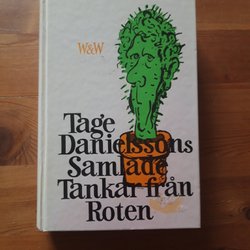 W&W
Tage
Danielssons
Samlade
Tankar från
Roten